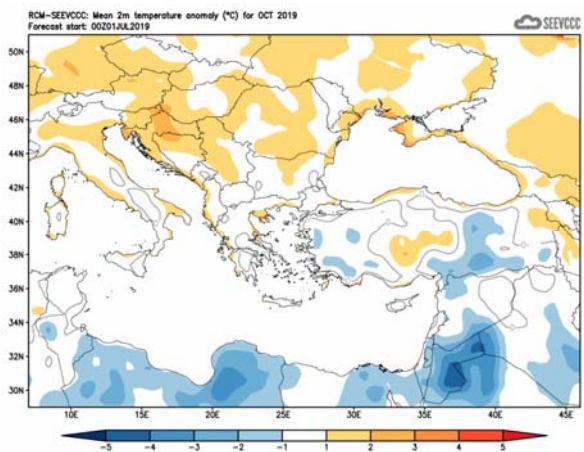 RCM-SEEVCCC: Mean 2m temperature anomaly (°C) for OCT 2019
Forecast start: 00Z01JUL2019
SEEVCCC
50N
48N
46N
44N
42N
40N
38N
36N
34N
32N
30N
10E 15E 20E 25E 30E 35E 40E 45E
-5 -4 -3 -2 -1 1 2 3 4 5